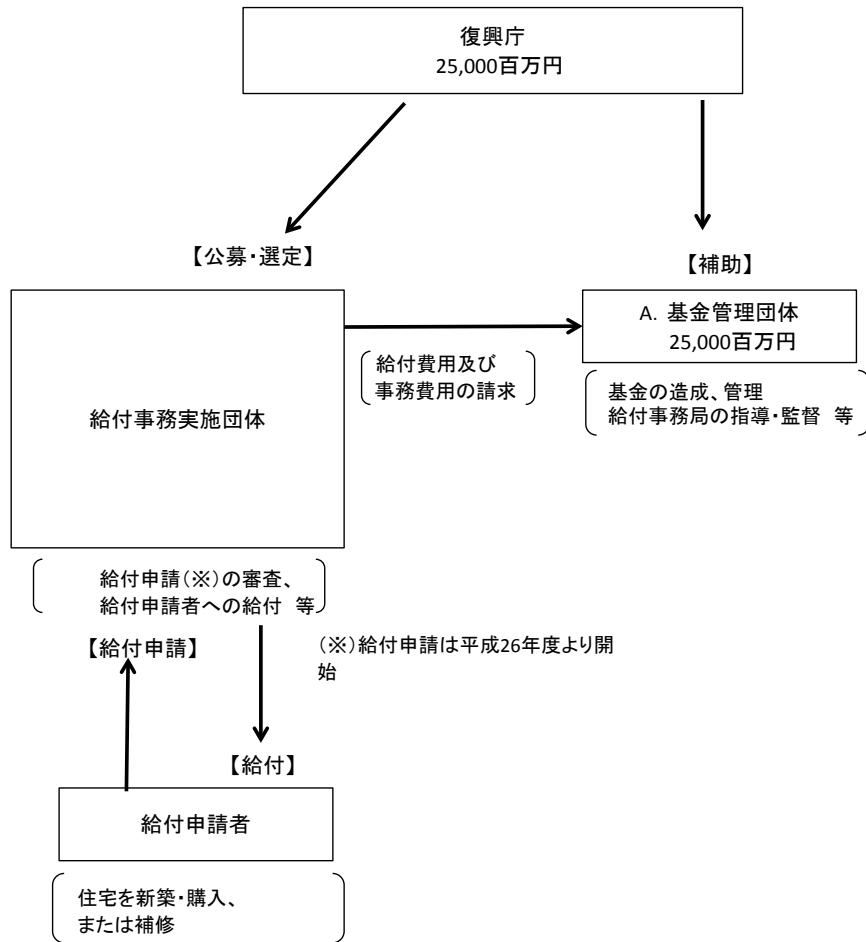 復興庁
25,000百万円
【公募・選定】
【補助】
A. 基金管理団体
25,000百万円
給付事務実施団体
給付費用及び
事務費用の請求
基金の造成、管理
給付事務局の指導・監督　等
給付申請(※)の審査、
給付申請者への給付　等
【給付申請】
(※)給付申請は平成26年度より開
始
【給付】
給付申請者
住宅を新築・購入、
または補修